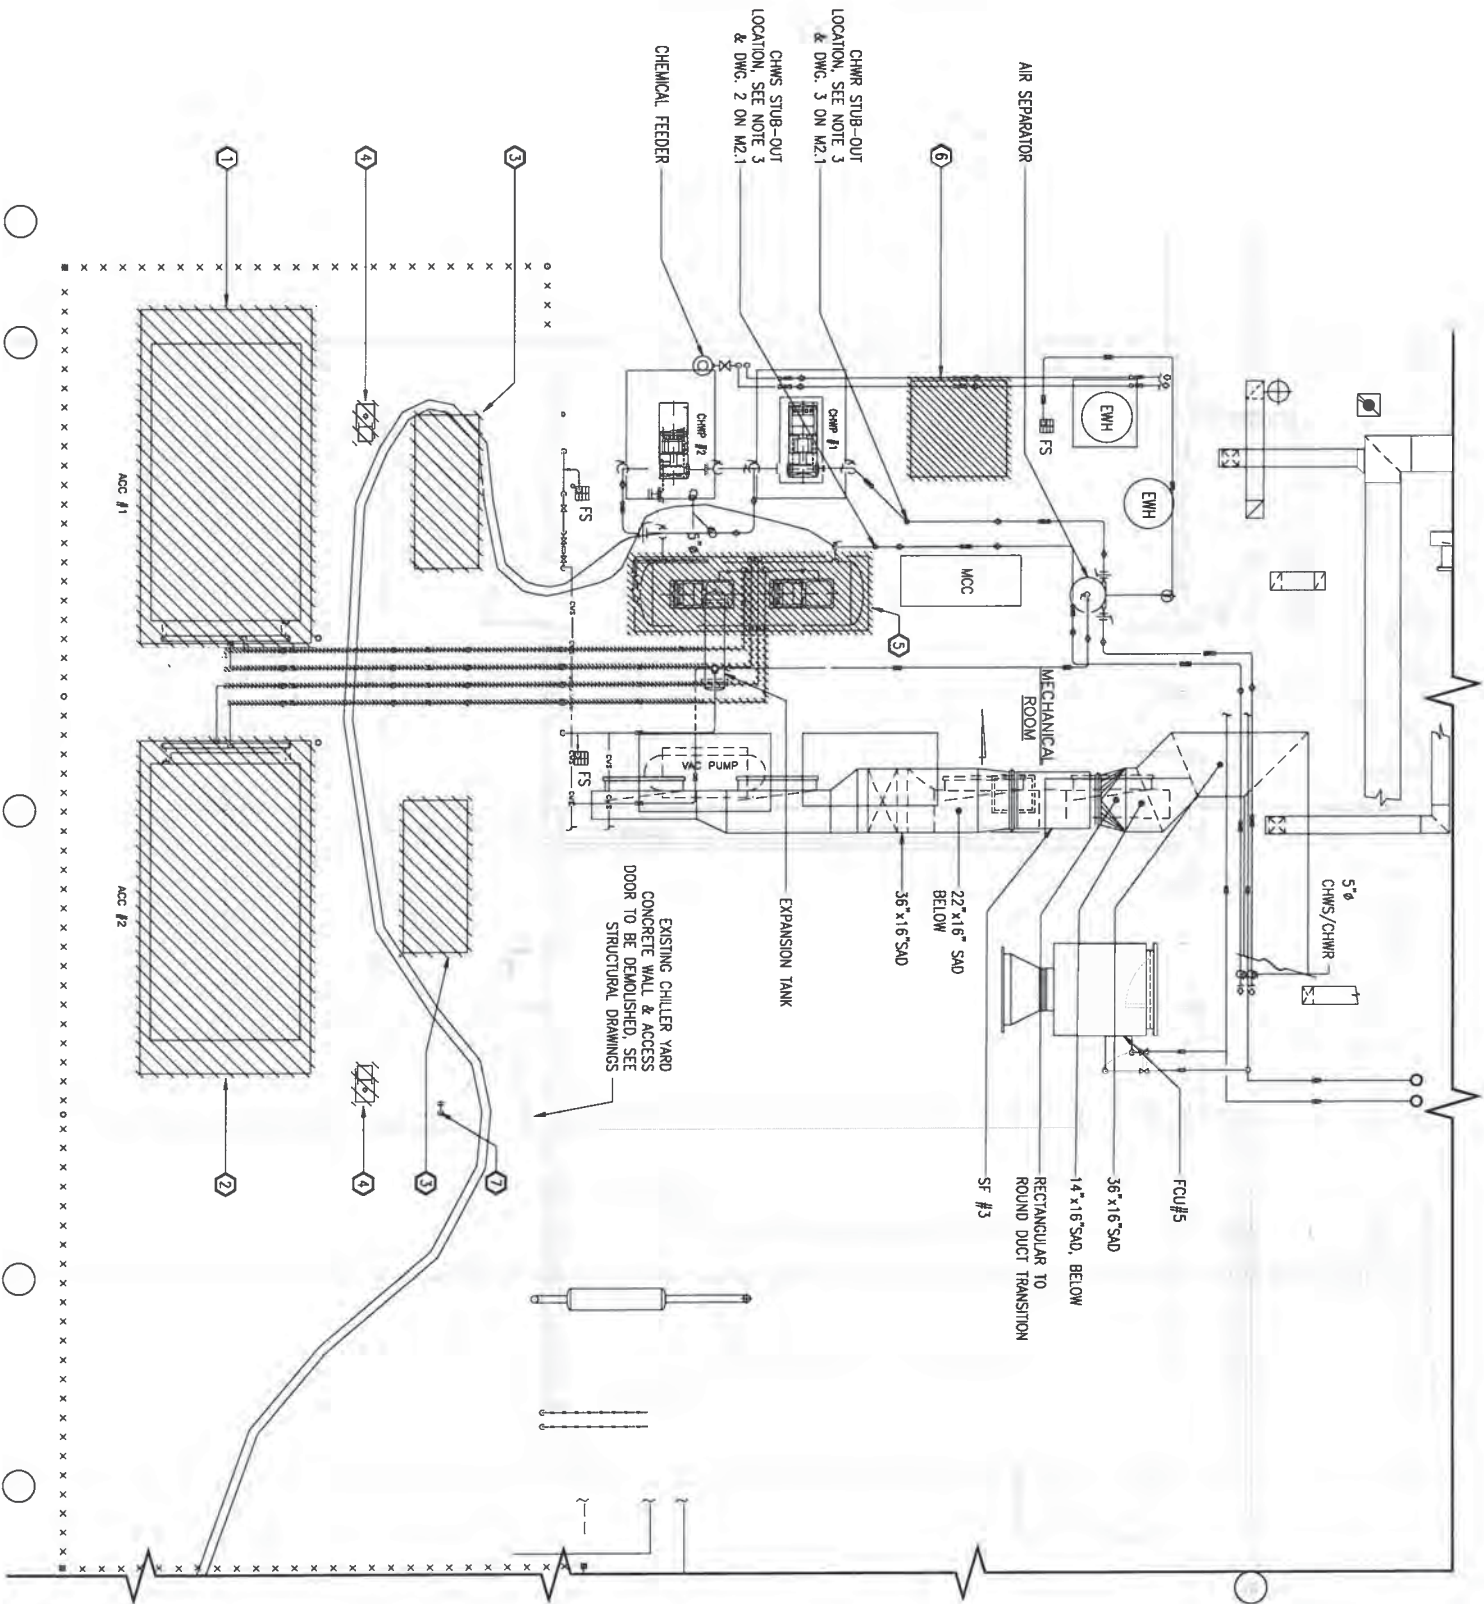 AIR SEPARATOR
CHWR STUB-OUT
LOCATION, SEE NOTE 3
& DWG. 3 ON M2.1
CHWS STUB-OUT
LOCATION, SEE NOTE 3
& DWG. 2 ON M2.1
CHEMICAL FEEDER
6
3
4
1
EWH
EWH
FS
CHWP #1
CHWP #2
FS
5"ø
MCC
5
MECHANICAL
ROOM
VAC PUMP
FS
CVS
CVS
CVS
ACC #1
ACC #2
5"ø
CHWS/CHWR
FCU#5
36"x16"SAD
14"x16"SAD, BELOW
RECTANGULAR TO
ROUND DUCT TRANSITION
SF #3
22"x16" SAD
BELOW
36"x16"SAD
EXPANSION TANK
EXISTING CHILLER YARD
CONCRETE WALL & ACCESS
DOOR TO BE DEMOLISHED, SEE
STRUCTURAL DRAWINGS
7
3
4
2